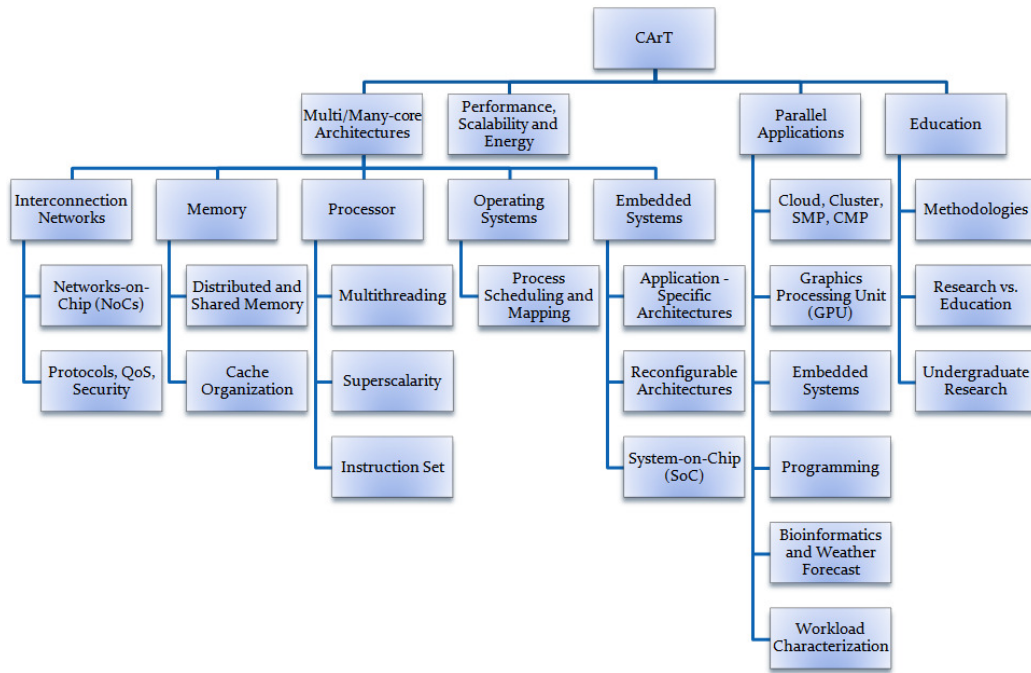 CArT
Multi/Many-core
Architectures
Performance,
Scalability and
Energy
Parallel
Applications
Education
Interconnection
Networks
Memory
Processor
Operating
Systems
Embedded
Systems
Cloud, Cluster,
SMP, CMP
Methodologies
Networks-on-
Chip (NoCs)
Distributed and
Shared Memory
Multithreading
Process
Scheduling and
Mapping
Application -
Specific
Architectures
Graphics
Processing Unit
(GPU)
Research vs.
Education
Protocols, QoS,
Security
Cache
Organization
Superscalarity
Reconfigurable
Architectures
Embedded
Systems
Undergraduate
Research
Instruction Set
System-on-Chip
(SoC)
Programming
Bioinformatics
and Weather
Forecast
Workload
Characterization